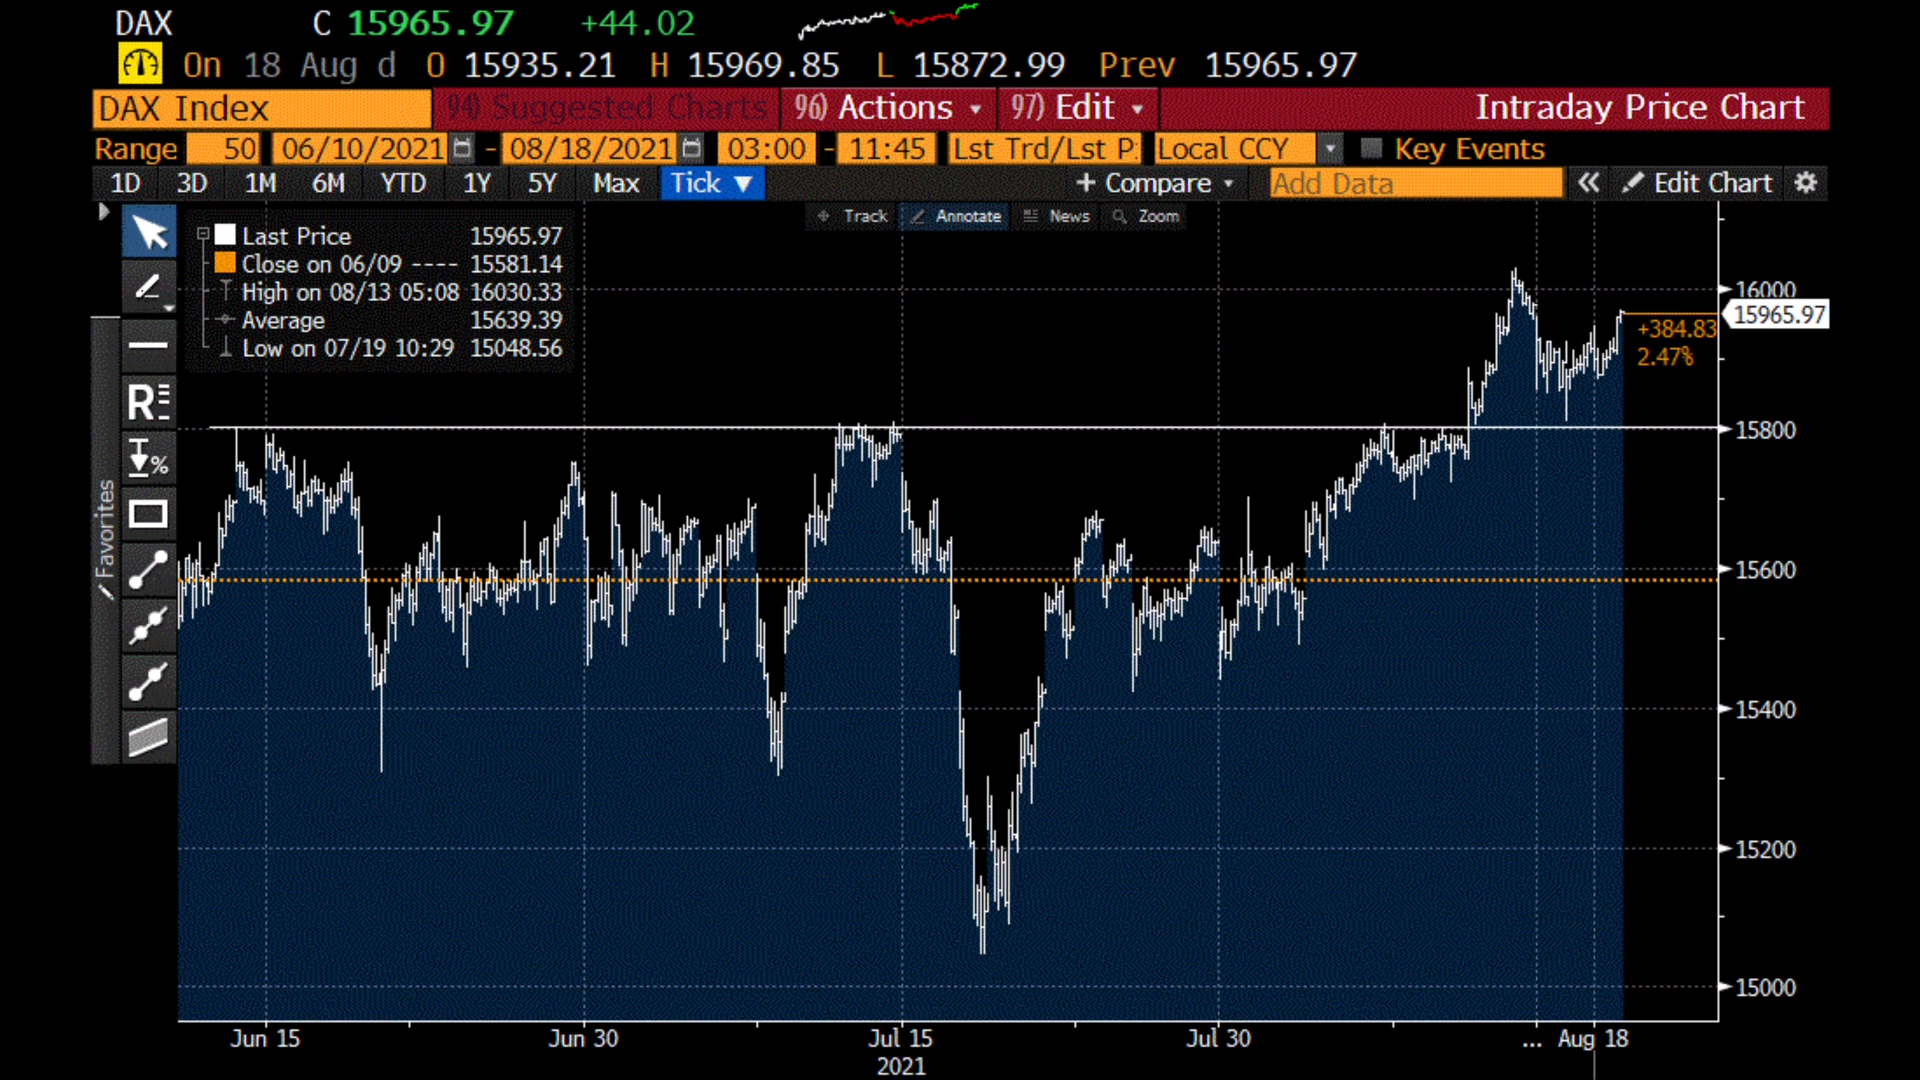 DAX C 15965.97 +44.02
On 18 Aug d O 15935.21 H 15969.85 L 15872.99 Prev 15965.97
DAX Index 94) Suggested Charts 96) Actions 97) Edit Intraday Price Chart
Range 50 06/10/2021 - 08/18/2021 03:00 - 11:45 Lst Trd/Lst P: Local CCY Key Events
1D 3D 1M 6M YTD 1Y 5Y Max Tick ▼ + Compare Add Data « Edit Chart
Track Annotate News Zoom
Last Price 15965.97
Close on 06/09 ---- 15581.14
High on 08/13 05:08 16030.33
Average 15639.39
Low on 07/19 10:29 15048.56
R
%
Favorites
16000
15965.97
+384.83
2.47%
15800
15600
15400
15200
15000
Jun 15 Jun 30 Jul 15 Jul 30 ... Aug 18
2021